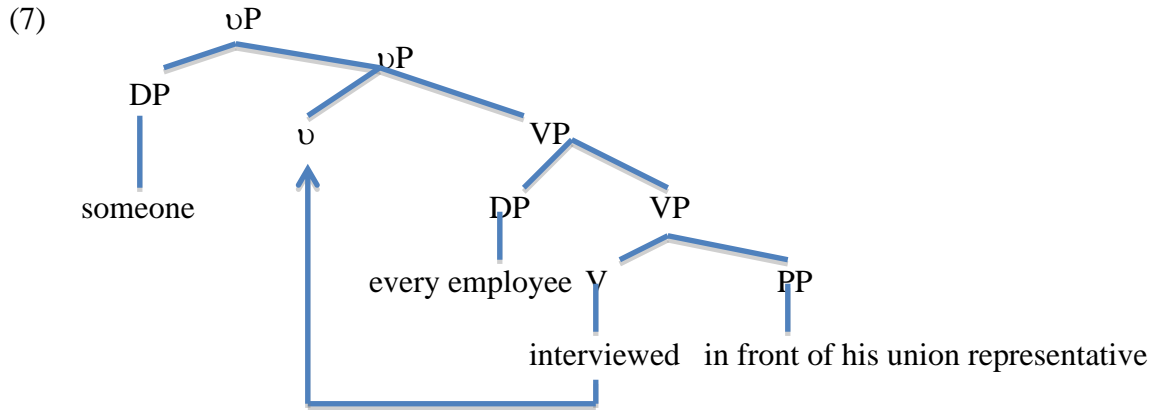 (7)
υP
υP
DP
υ
VP
someone
DP
VP
every employee
V
PP
interviewed
in front of his union representative